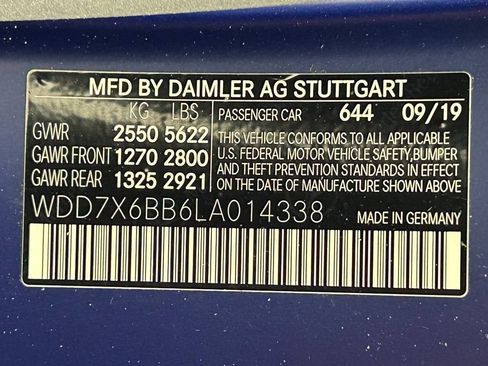 MFD BY DAIMLER AG STUTTGART
KG LBS PASSENGER CAR 644 09/19
GVWR 2550 5622 THIS VEHICLE CONFORMS TO ALL APPLICABLE
GAWR FRONT 1270 2800 U.S. FEDERAL MOTOR VEHICLE SAFETY, BUMPER
GAWR REAR 1325 2921 AND THEFT PREVENTION STANDARDS IN EFFECT
ON THE DATE OF MANUFACTURE SHOWN ABOVE.
WDD7X6BB6LA014338 MADE IN GERMANY